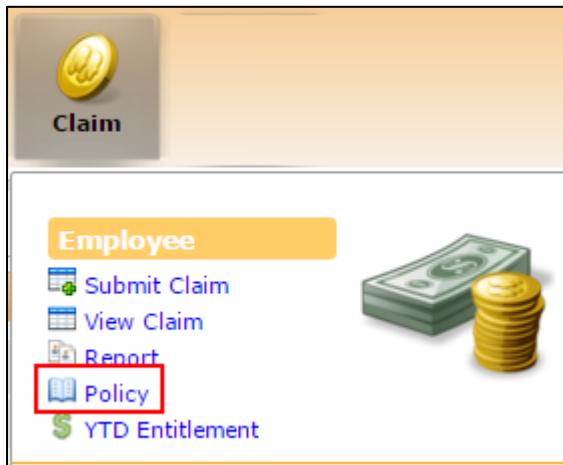 Claim
Employee
Submit Claim
View Claim
Report
Policy
YTD Entitlement